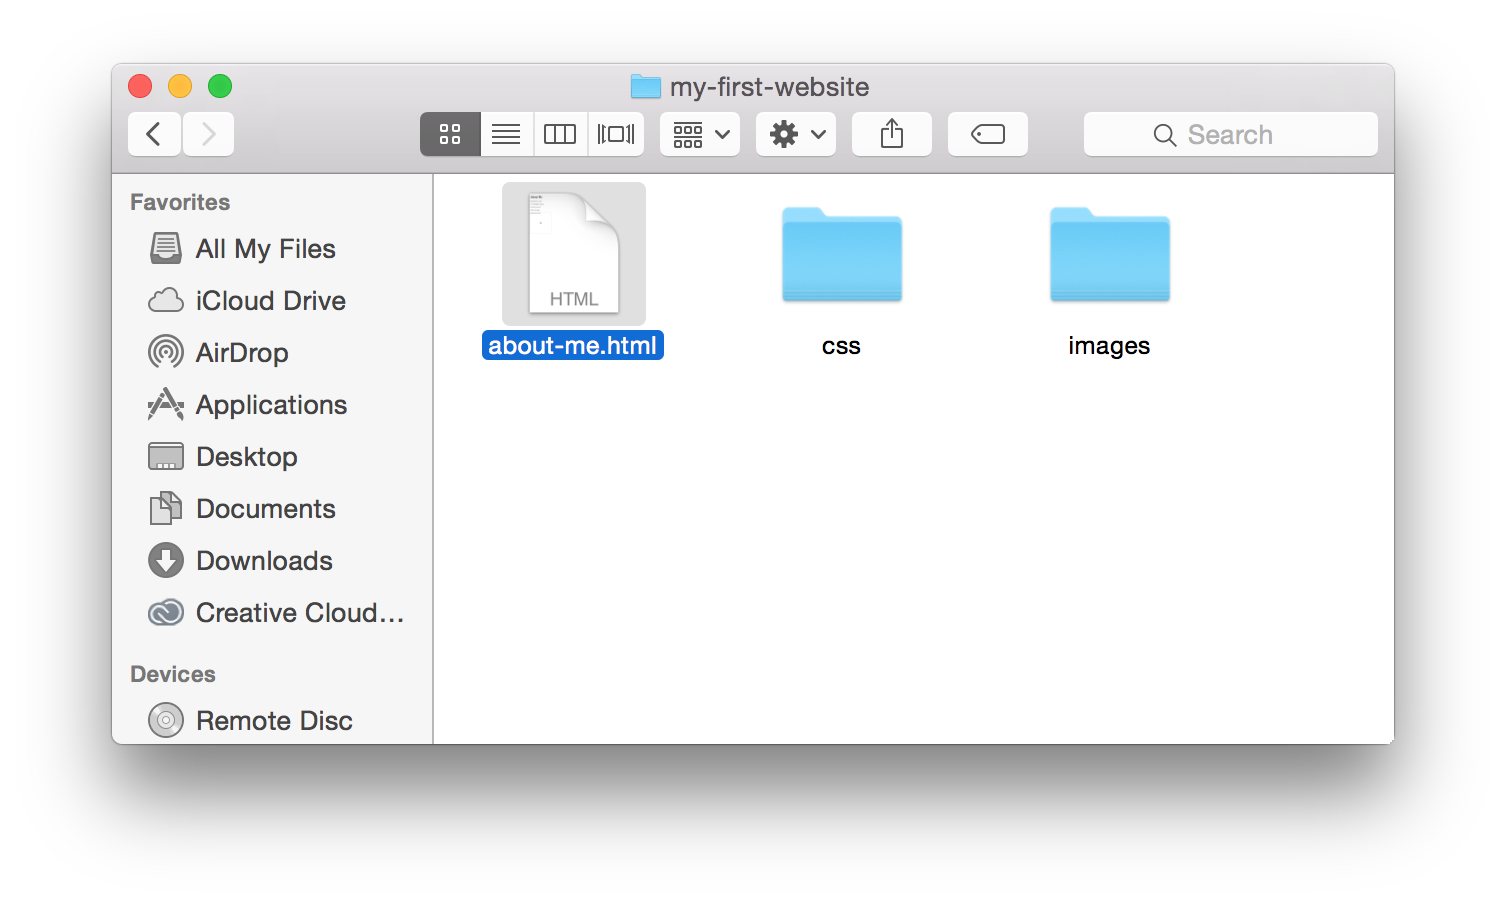 my-first-website
Search
Favorites
All My Files
iCloud Drive
AirDrop
Applications
Desktop
Documents
Downloads
Creative Cloud...
Devices
Remote Disc
HTML
about-me.html
css
images